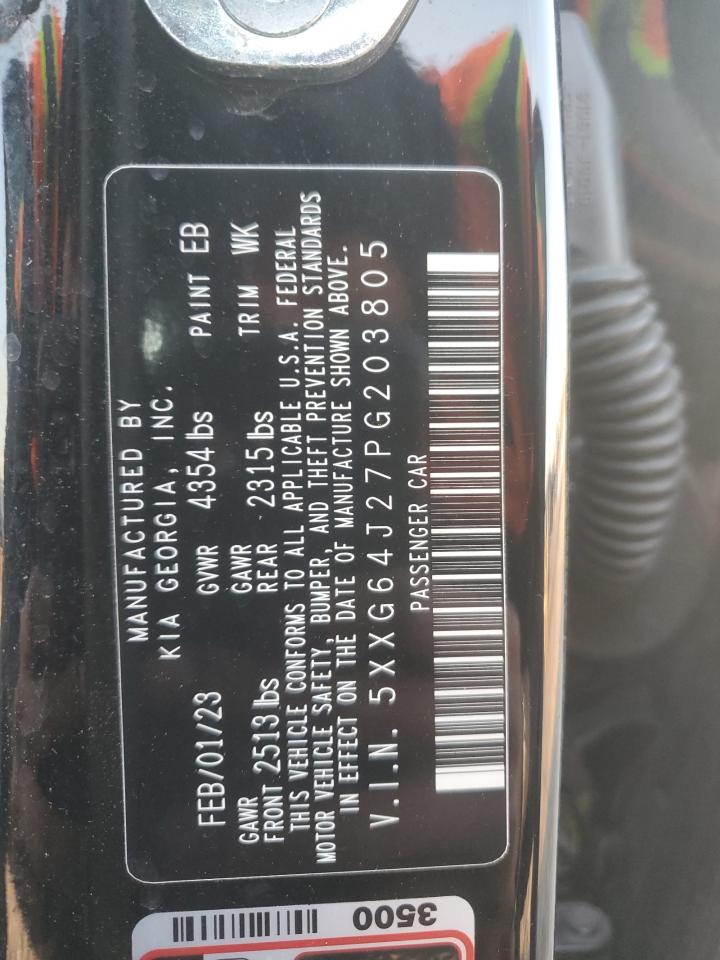 MANUFACTURED BY
KIA GEORGIA, INC.
FEB/01/23 GVWR 4354 lbs PAINT EB
GAWR FRONT 2513 lbs GAWR REAR 2315 lbs TRIM WK
THIS VEHICLE CONFORMS TO ALL APPLICABLE U.S.A. FEDERAL
MOTOR VEHICLE SAFETY, BUMPER, AND THEFT PREVENTION STANDARDS
IN EFFECT ON THE DATE OF MANUFACTURE SHOWN ABOVE.
V.I.N. 5XXG64J27PG203805
PASSENGER CAR
3500